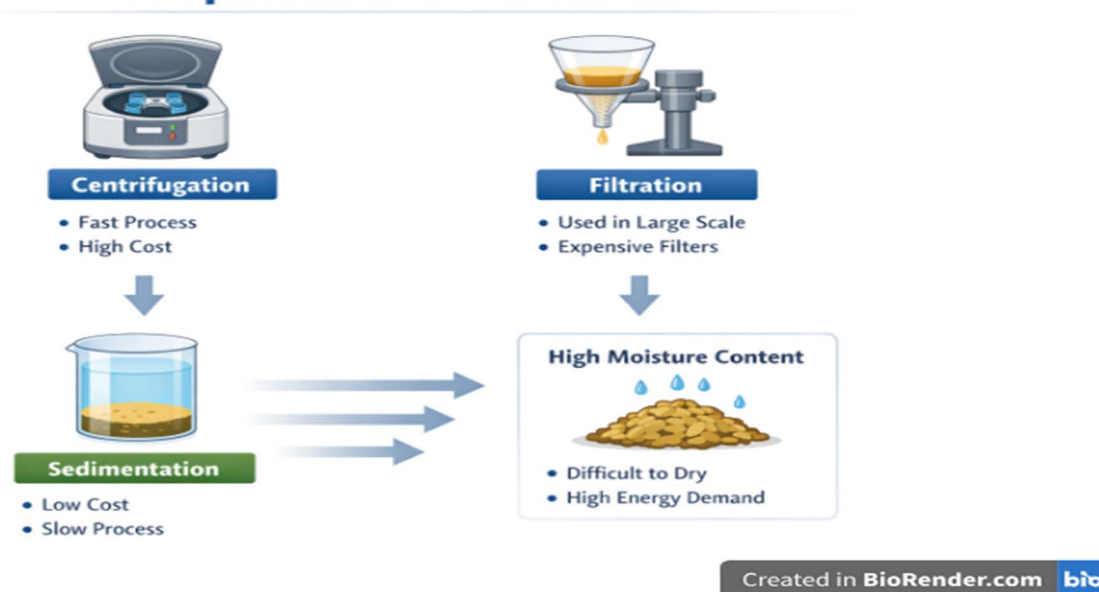 Centrifugation
• Fast Process
• High Cost
Filtration
• Used in Large Scale
• Expensive Filters
Sedimentation
• Low Cost
• Slow Process
High Moisture Content
• Difficult to Dry
• High Energy Demand
Created in BioRender.com
bio